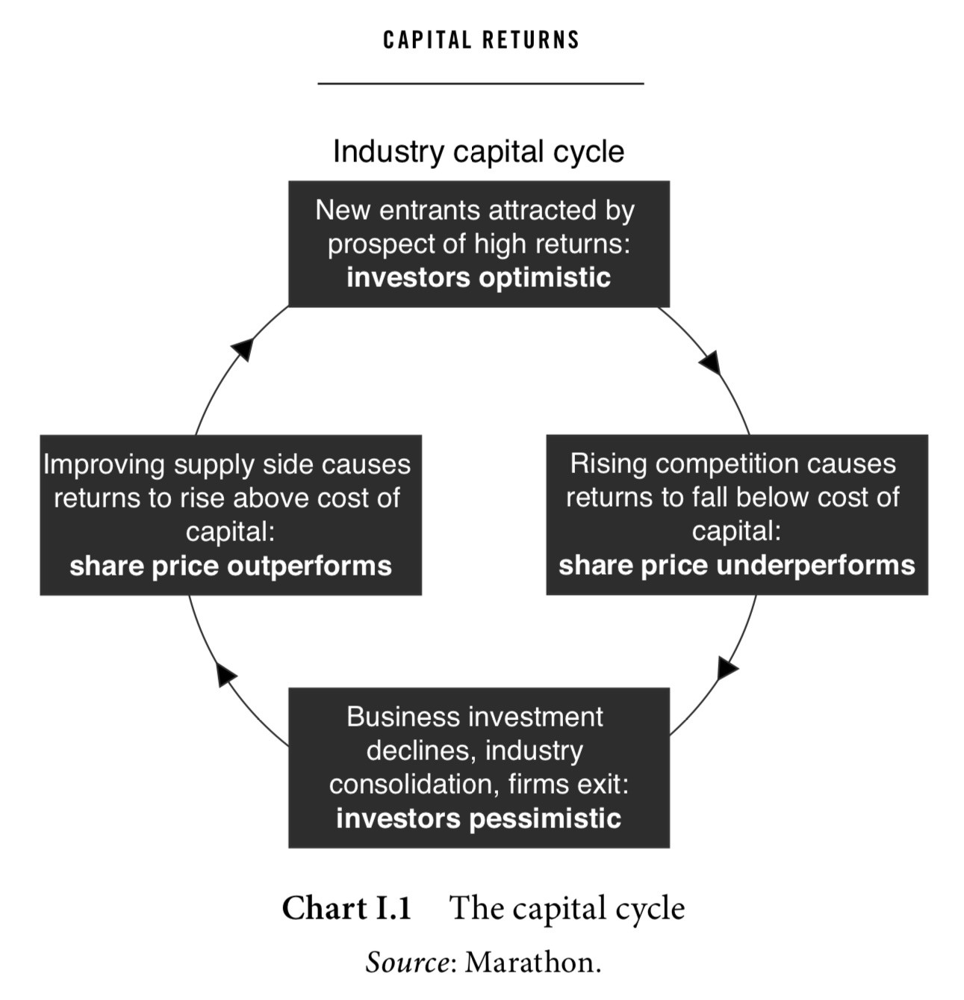 CAPITAL RETURNS
Industry capital cycle
New entrants attracted by
prospect of high returns:
investors optimistic
Improving supply side causes
returns to rise above cost of
capital:
share price outperforms
Rising competition causes
returns to fall below cost of
capital:
share price underperforms
Business investment
declines, industry
consolidation, firms exit:
investors pessimistic
Chart I.1 The capital cycle
Source: Marathon.